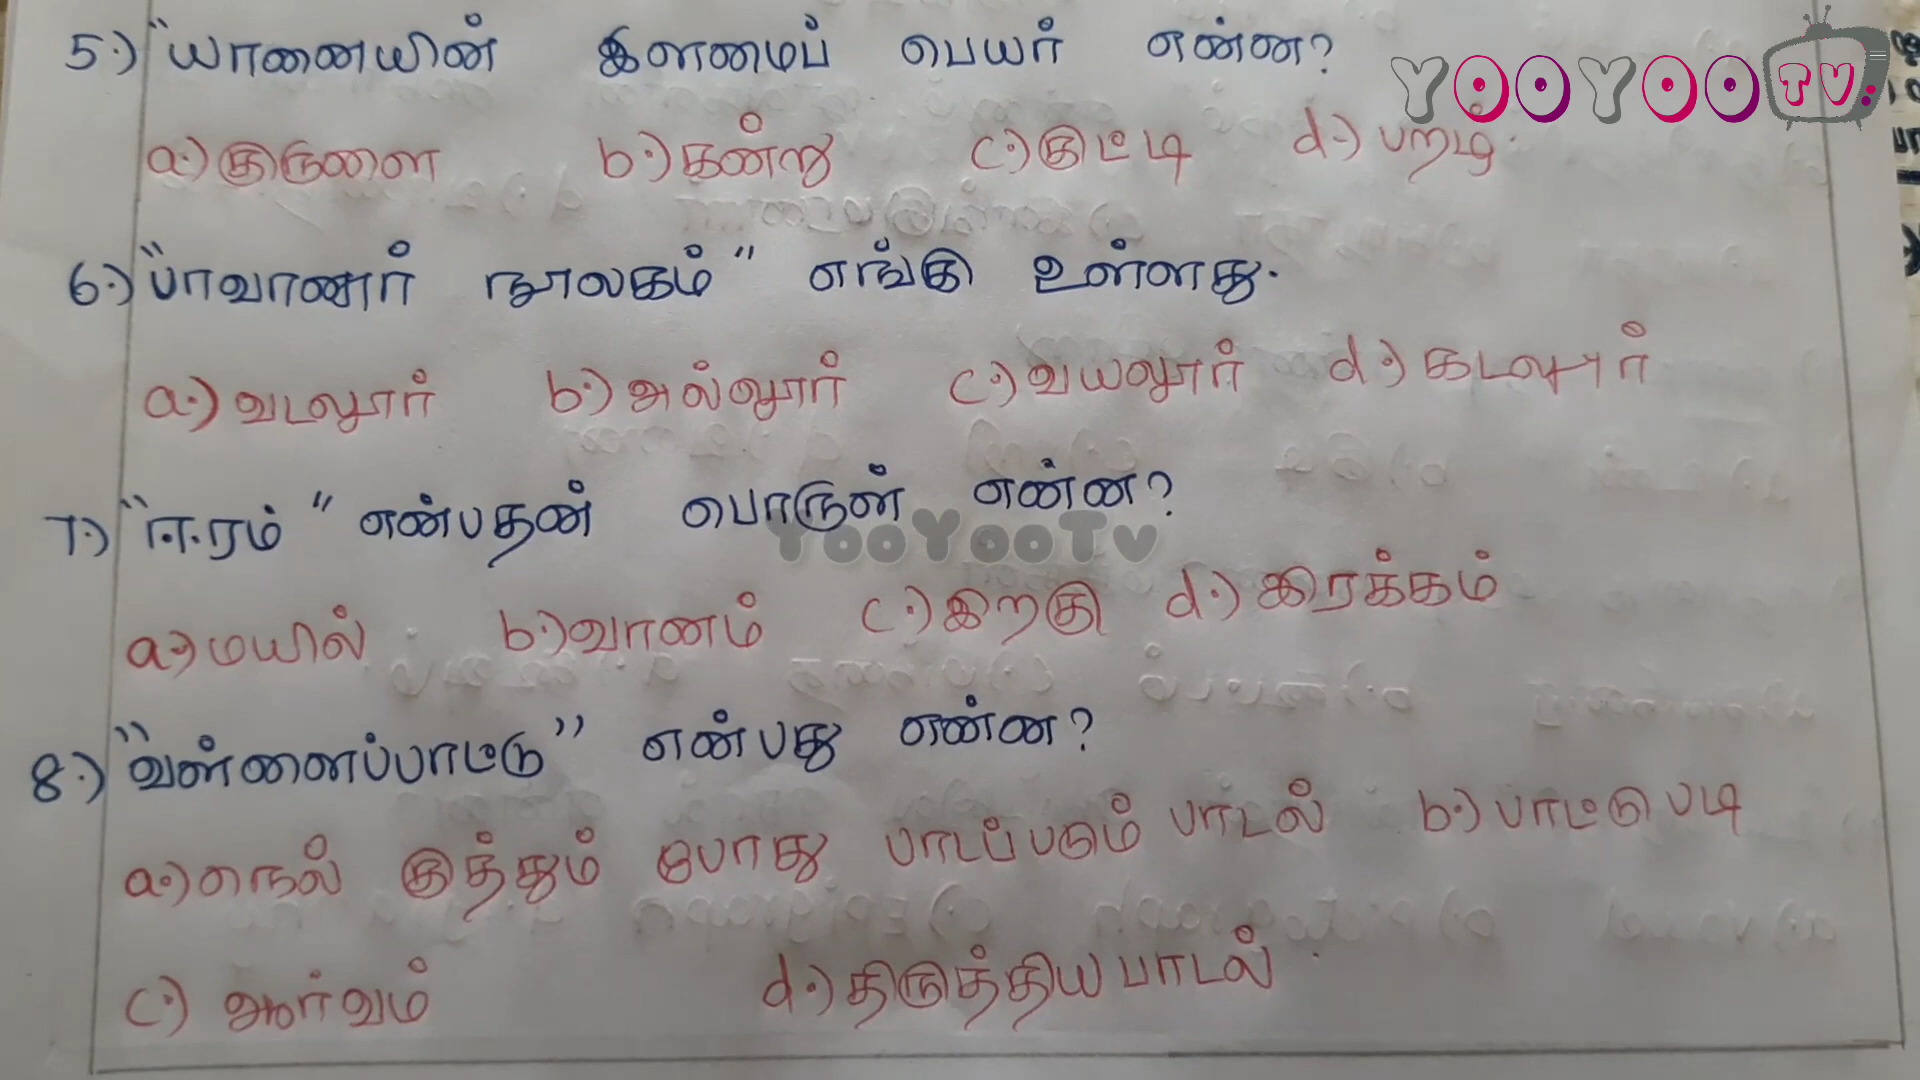 5.) "யானையின் இளமைப் பெயர் என்ன?
YOOYOO TV
a.) குருளை b.) கன்று c.) குட்டி d.) பறழ்.
6.) "பாவாணர் நூலகம்" எங்கு உள்ளது.
a.) வடலூர் b.) அல்லூர் c.) வயலூர் d.) கடலூர்
7.) "ஈரம்" என்பதன் பொருள் என்ன?
YooYooTv
a.) மயில் b.) வானம் c.) இறகு d.) இரக்கம்
8.) "வள்ளைப்பாட்டு" என்பது என்ன?
a.) நெல் குத்தும் போது பாடப்படும் பாடல் b.) பாட்டு படி
c.) ஆர்வம் d.) திருத்திய பாடல்